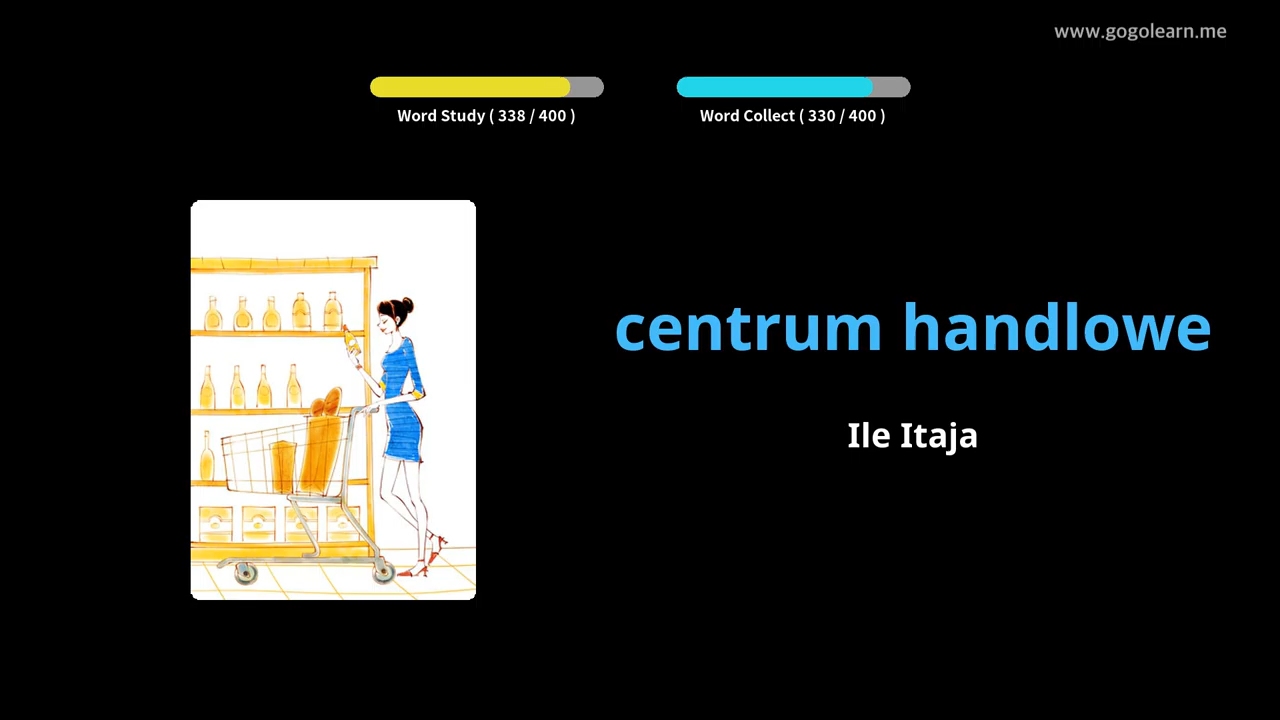 www.gogolearn.me
Word Study ( 338 / 400 )
Word Collect ( 330 / 400 )
centrum handlowe
Ile Itaja